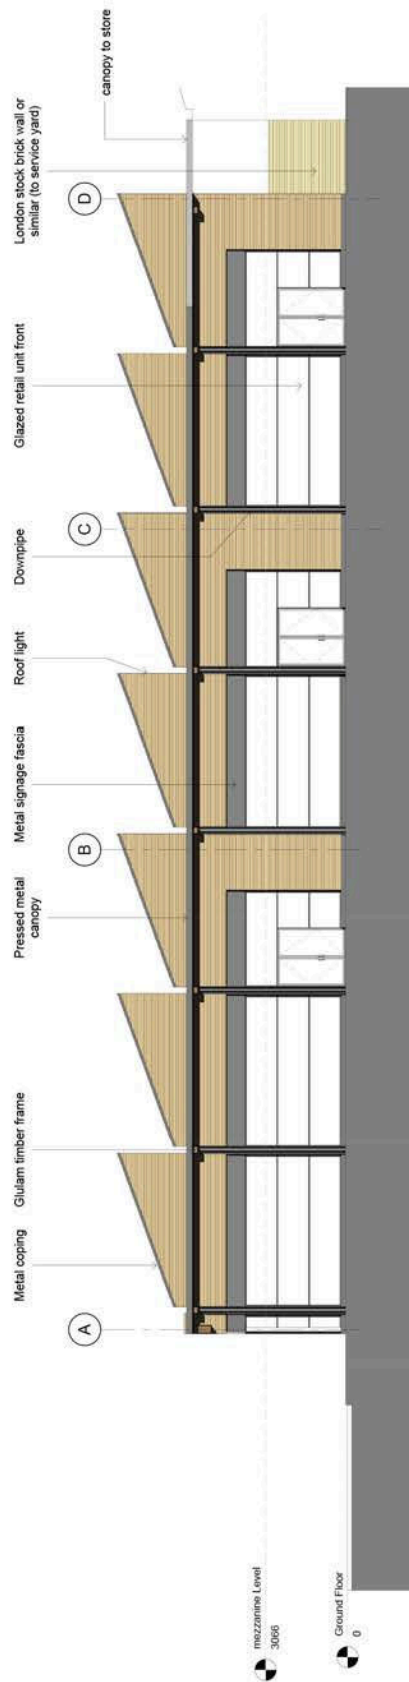 Metal coping
Glulam timber frame
Pressed metal
canopy
Metal signage fascia
Roof light
Downpipe
Glazed retail unit front
London stock brick wall or
similar (to service yard)
canopy to store
A
B
C
D
mezzanine Level
3066
Ground Floor
0